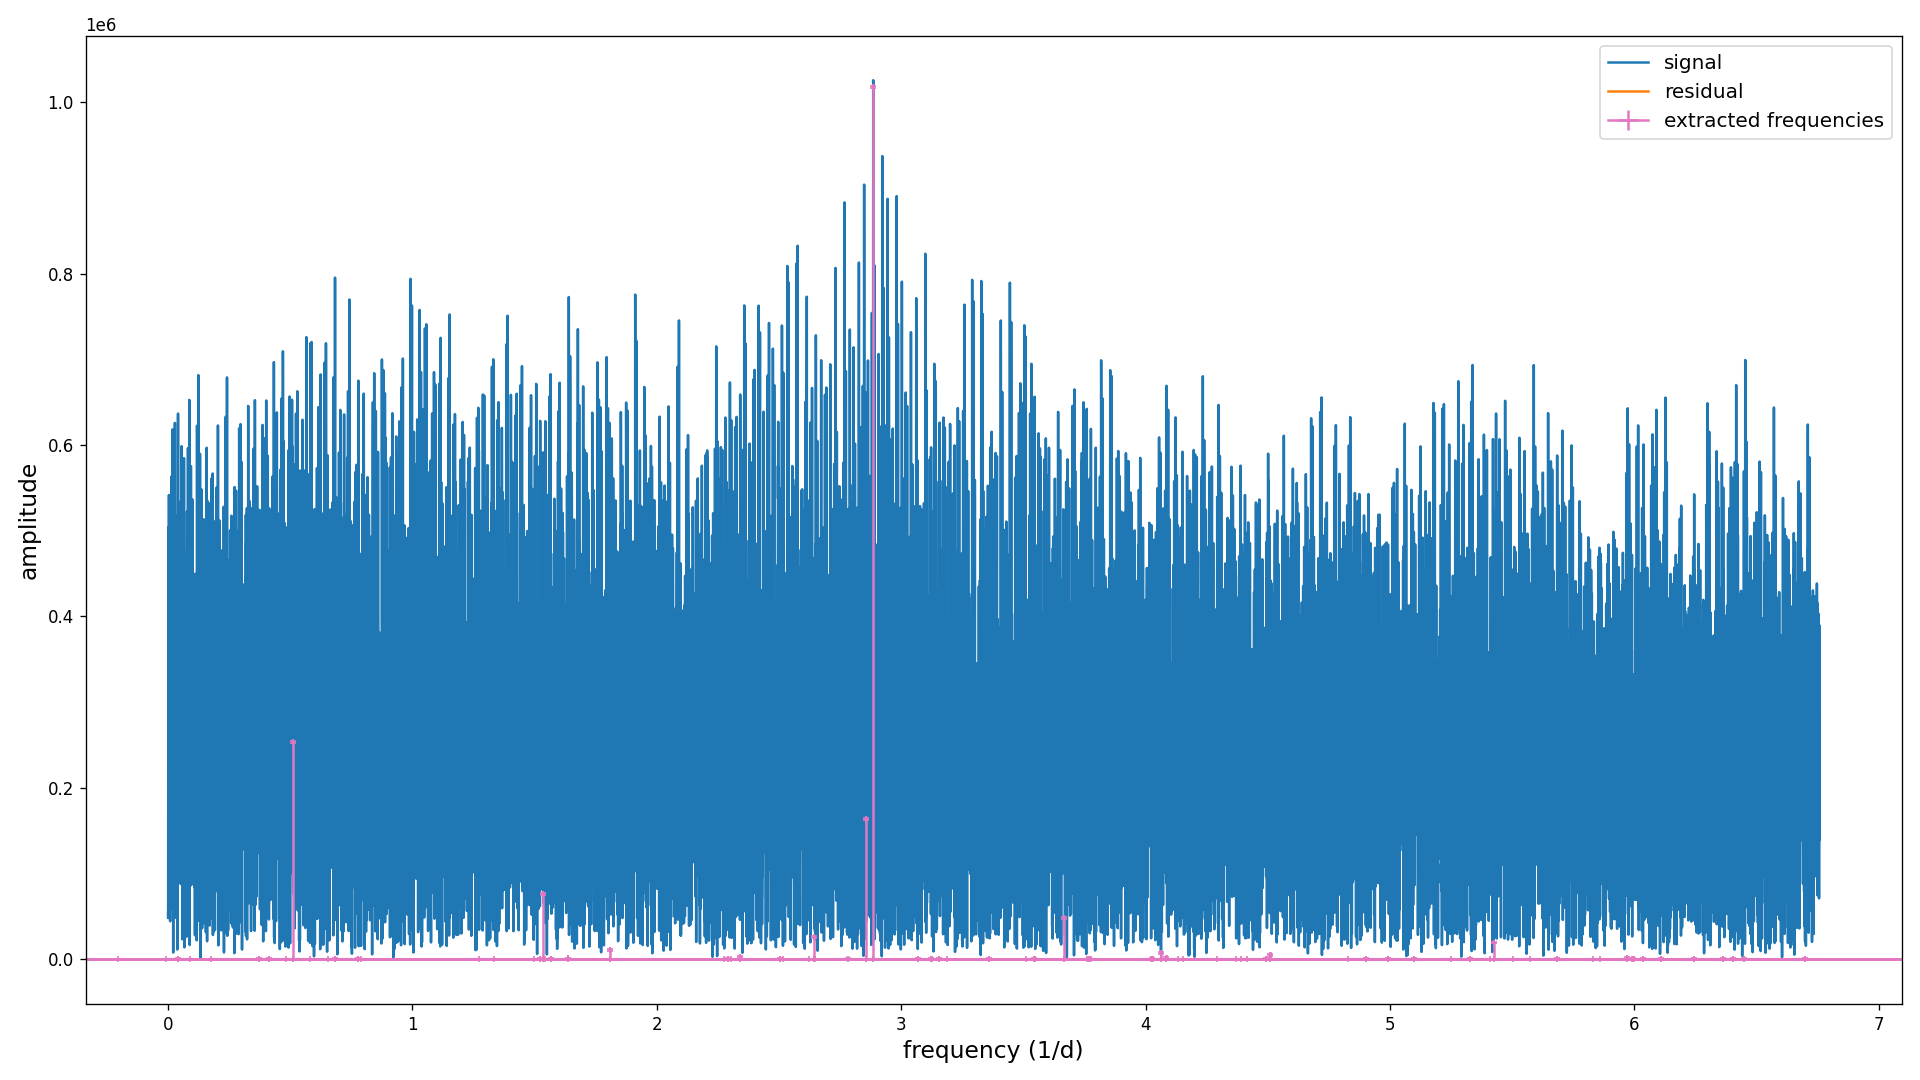 1e6
signal
residual
extracted frequencies
1.0
0.8
0.6
0.4
0.2
0.0
amplitude
0 1 2 3 4 5 6 7
frequency (1/d)